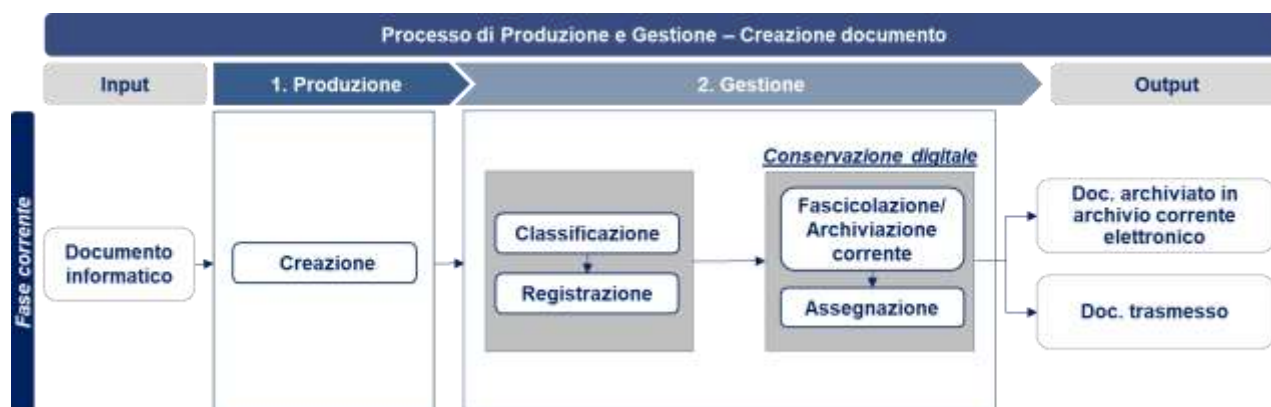 Processo di Produzione e Gestione – Creazione documento
Input
1. Produzione
2. Gestione
Output
Fase corrente
Documento
informatico
Creazione
Classificazione
Registrazione
Conservazione digitale
Fascicolazione/
Archiviazione
corrente
Assegnazione
Doc. archiviato in
archivio corrente
elettronico
Doc. trasmesso